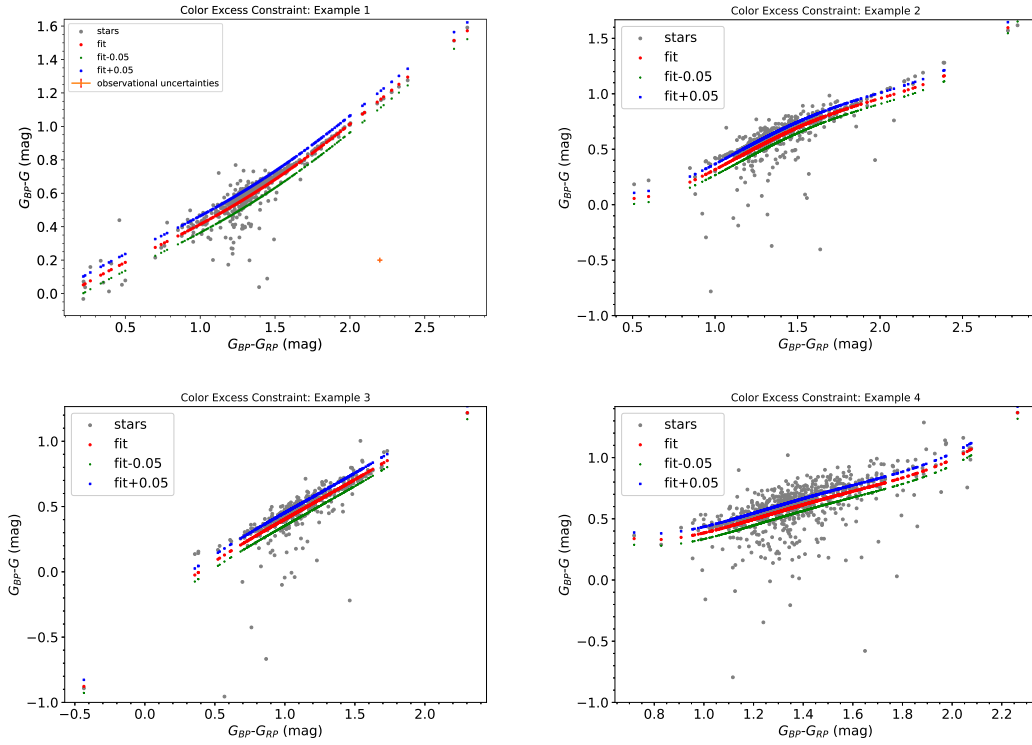 Color Excess Constraint: Example 1
stars
fit
fit-0.05
fit+0.05
observational uncertainties
1.6
1.4
1.2
1.0
0.8
0.6
0.4
0.2
0.0
G_BP-G (mag)
0.5 1.0 1.5 2.0 2.5
G_BP-G_RP (mag)
Color Excess Constraint: Example 2
stars
fit
fit-0.05
fit+0.05
1.5
1.0
0.5
0.0
−0.5
−1.0
G_BP-G (mag)
0.5 1.0 1.5 2.0 2.5
G_BP-G_RP (mag)
Color Excess Constraint: Example 3
stars
fit
fit-0.05
fit+0.05
1.0
0.5
0.0
−0.5
−1.0
G_BP-G (mag)
−0.5 0.0 0.5 1.0 1.5 2.0
G_BP-G_RP (mag)
Color Excess Constraint: Example 4
stars
fit
fit-0.05
fit+0.05
1.0
0.5
0.0
−0.5
−1.0
G_BP-G (mag)
0.8 1.0 1.2 1.4 1.6 1.8 2.0 2.2
G_BP-G_RP (mag)